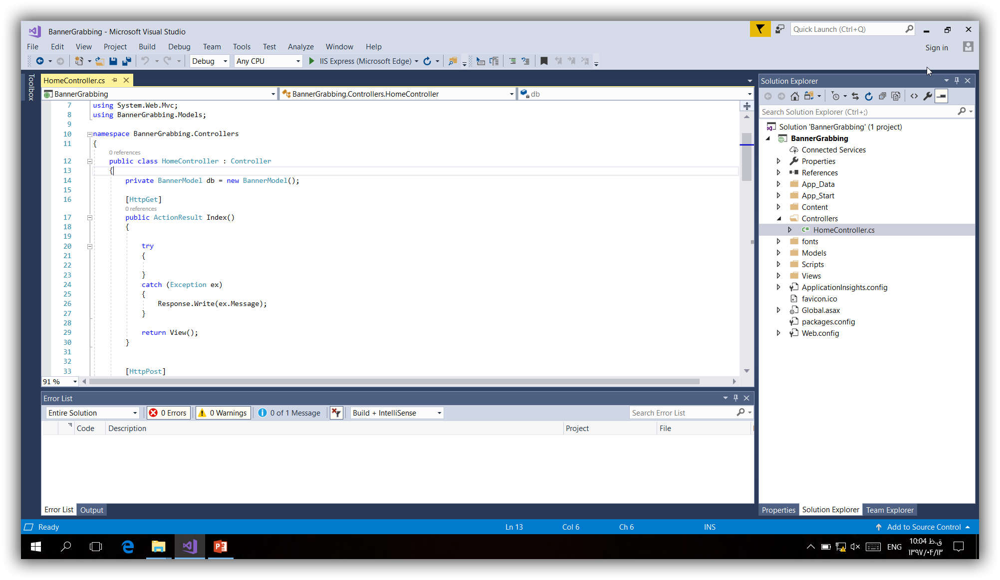 BannerGrabbing - Microsoft Visual Studio
Quick Launch (Ctrl+Q)
File Edit View Project Build Debug Team Tools Test Analyze Window Help
Sign in
Debug Any CPU IIS Express (Microsoft Edge)
Toolbox
HomeController.cs
BannerGrabbing BannerGrabbing.Controllers.HomeController db
7 using System.Web.Mvc;
8 using BannerGrabbing.Models;
9
10 namespace BannerGrabbing.Controllers
11 {
0 references
12 public class HomeController : Controller
13 {
14 private BannerModel db = new BannerModel();
15
16 [HttpGet]
0 references
17 public ActionResult Index()
18 {
19
20 try
21 {
22
23 }
24 catch (Exception ex)
25 {
26 Response.Write(ex.Message);
27 }
28
29 return View();
30 }
31
32
33 [HttpPost]
91 %
Error List
Entire Solution 0 Errors 0 Warnings 0 of 1 Message Build + IntelliSense Search Error List
Code Description Project File
Error List Output
Solution Explorer
Search Solution Explorer (Ctrl+;)
Solution 'BannerGrabbing' (1 project)
BannerGrabbing
Connected Services
Properties
References
App_Data
App_Start
Content
Controllers
C# HomeController.cs
fonts
Models
Scripts
Views
ApplicationInsights.config
favicon.ico
Global.asax
packages.config
Web.config
Properties Solution Explorer Team Explorer
Ready Ln 13 Col 6 Ch 6 INS Add to Source Control
ENG
10:04 ق.ظ
۱۳۹۷/۰۴/۱۳